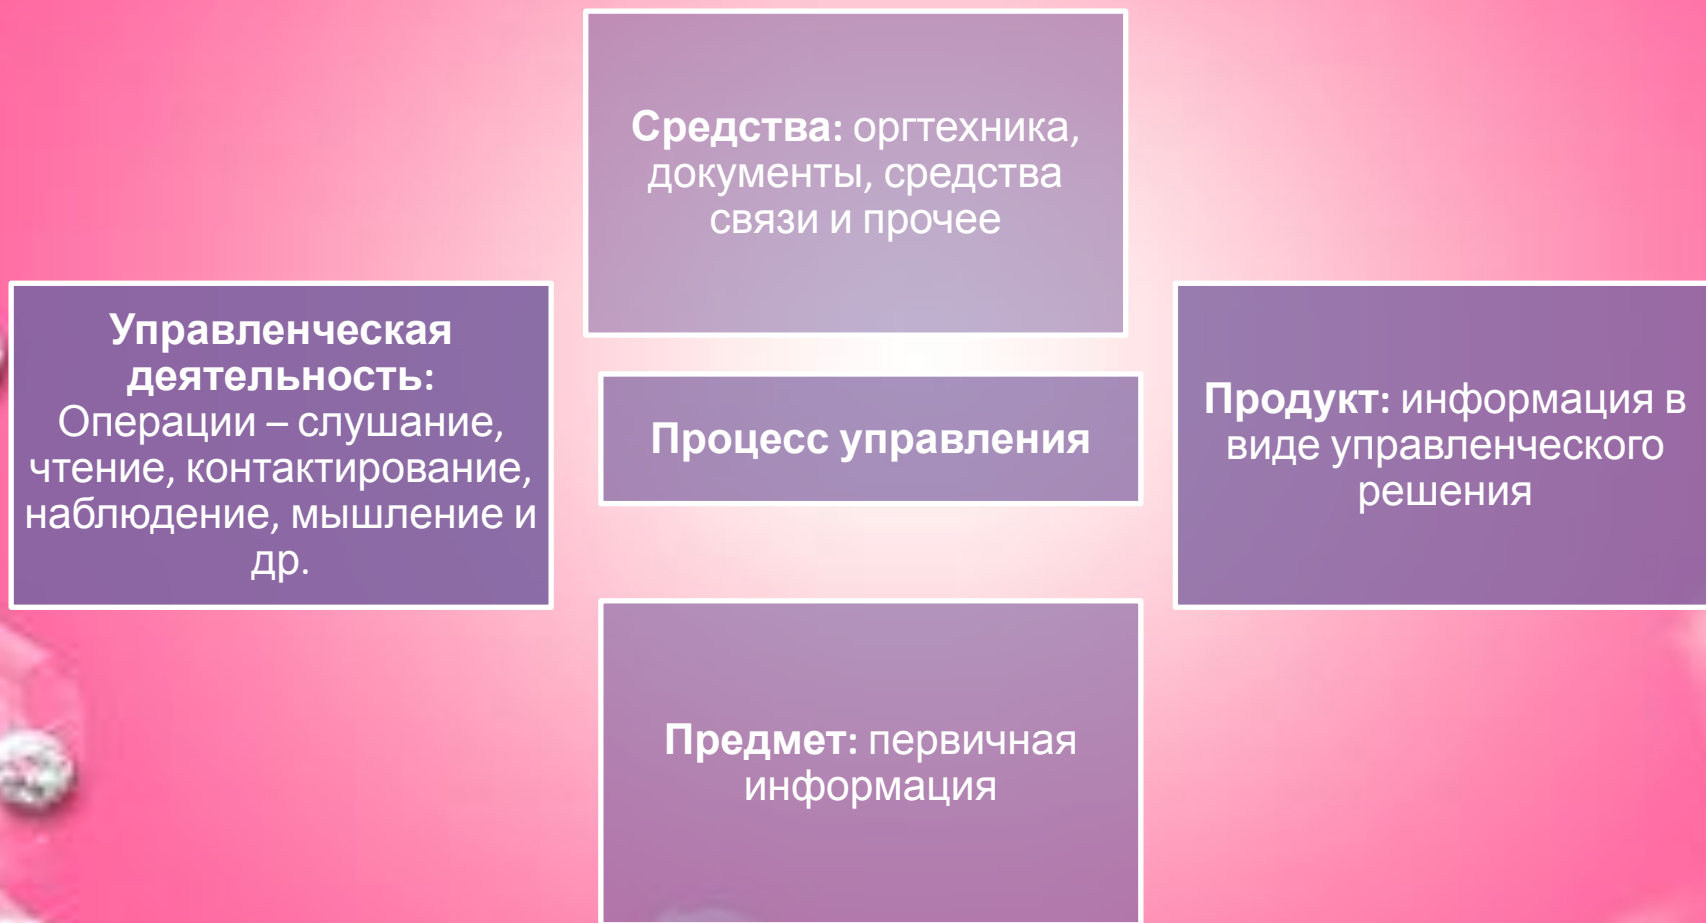 Средства: оргтехника,
документы, средства
связи и прочее
Управленческая
деятельность:
Операции – слушание,
чтение, контактирование,
наблюдение, мышление и
др.
Процесс управления
Продукт: информация в
виде управленческого
решения
Предмет: первичная
информация